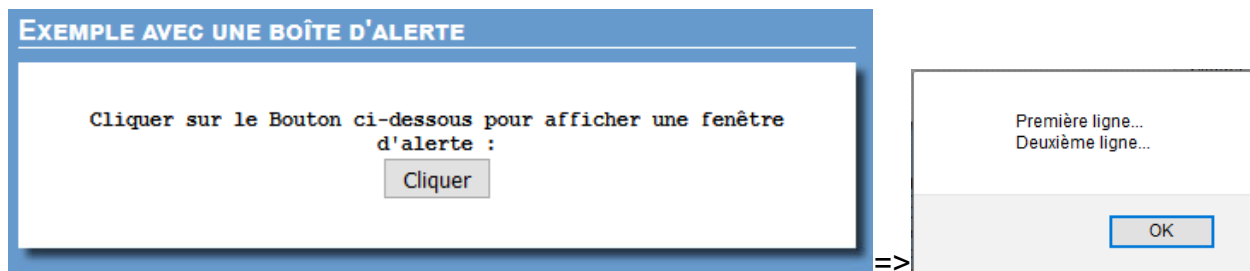 EXEMPLE AVEC UNE BOÎTE D'ALERTE
Cliquer sur le Bouton ci-dessous pour afficher une fenêtre
d'alerte :
Cliquer
=>
Première ligne...
Deuxième ligne...
OK